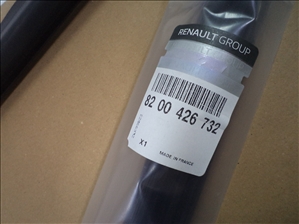 RENAULT GROUP
82 00 426 732
X1
MADE IN FRANCE